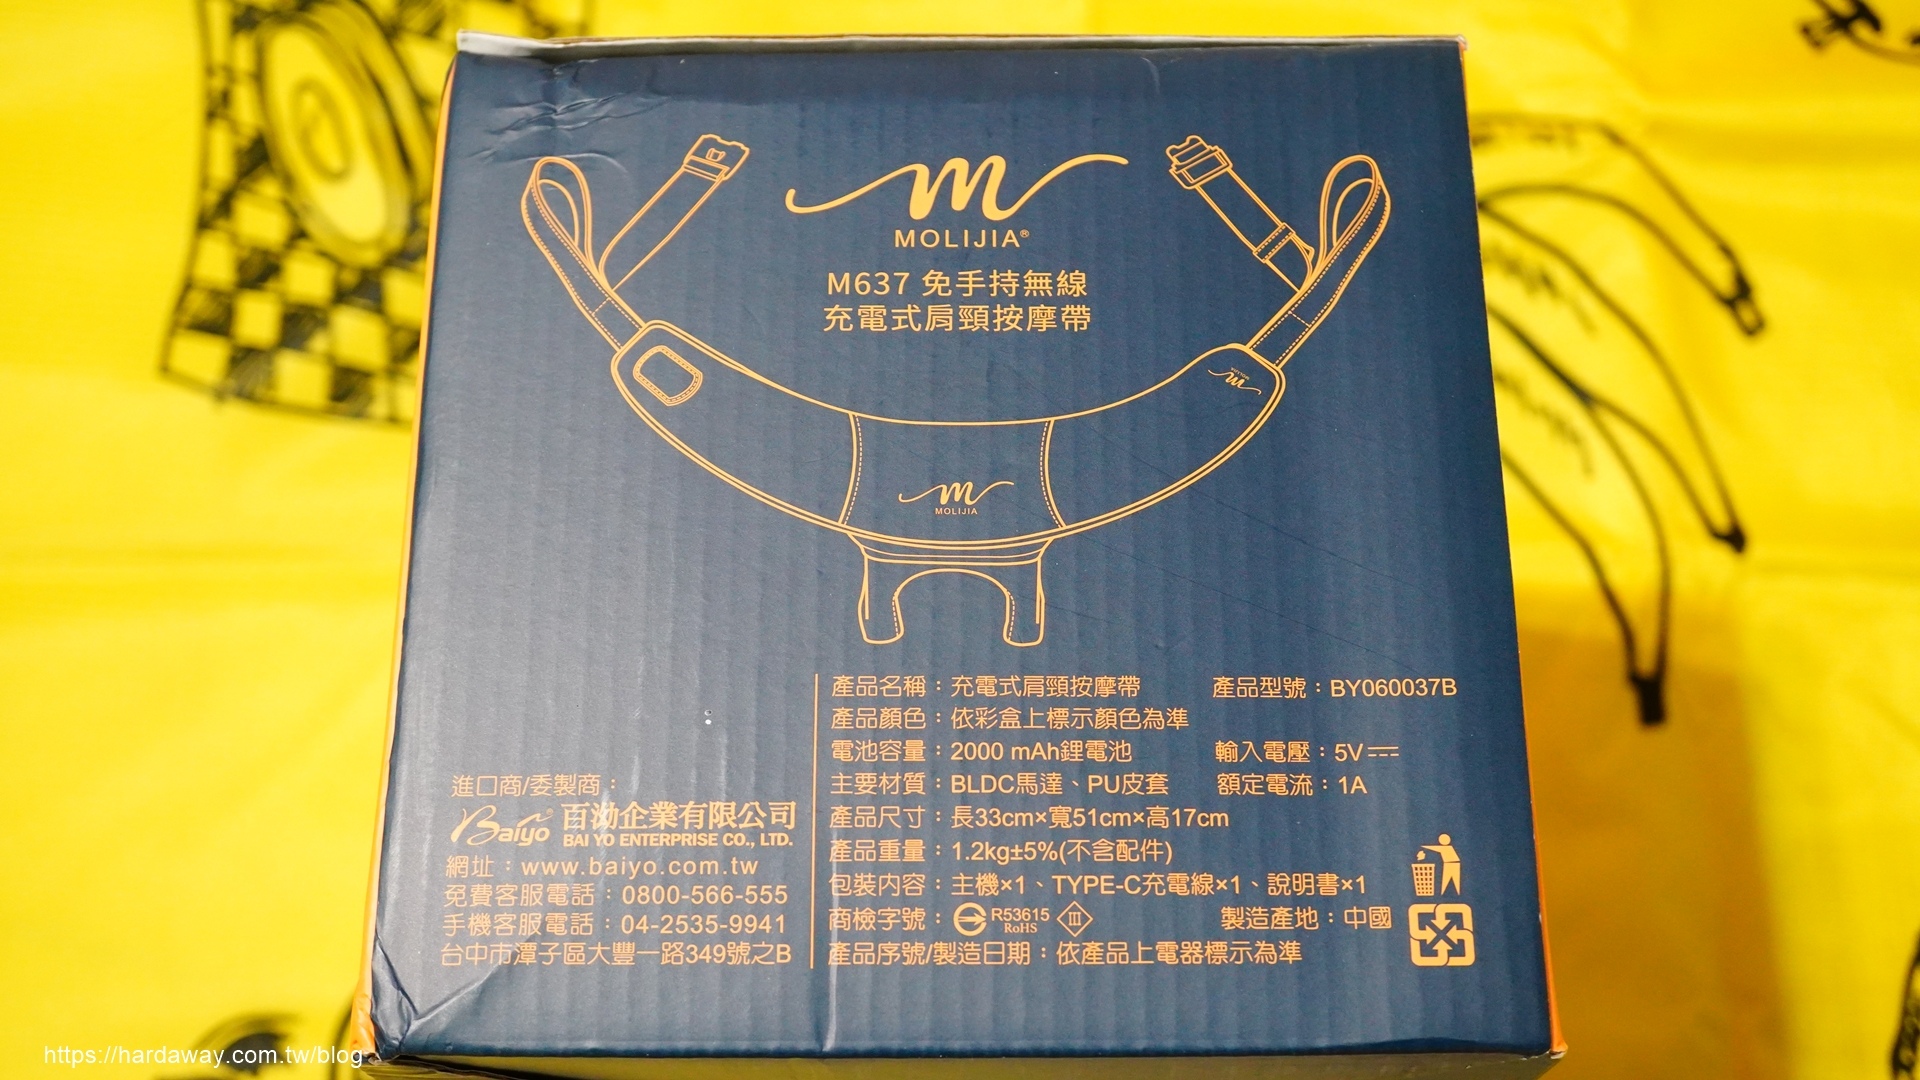 MOLIJIA®
M637 免手持無線
充電式肩頸按摩帶
MOLIJIA
MOLIJIA
產品名稱：充電式肩頸按摩帶 產品型號：BY060037B
產品顏色：依彩盒上標示顏色為準
電池容量：2000 mAh鋰電池 輸入電壓：5V
主要材質：BLDC馬達、PU皮套 額定電流：1A
產品尺寸：長33cm×寬51cm×高17cm
產品重量：1.2kg±5%(不含配件)
包裝內容：主機×1、TYPE-C充電線×1、說明書×1
商檢字號：R53615 RoHS III 製造產地：中國
產品序號/製造日期：依產品上電器標示為準
進口商/委製商：
Baiyo 百泑企業有限公司
BAI YO ENTERPRISE CO., LTD.
網址：www.baiyo.com.tw
免費客服電話：0800-566-555
手機客服電話：04-2535-9941
台中市潭子區大豐一路349號之B
https://hardaway.com.tw/blog